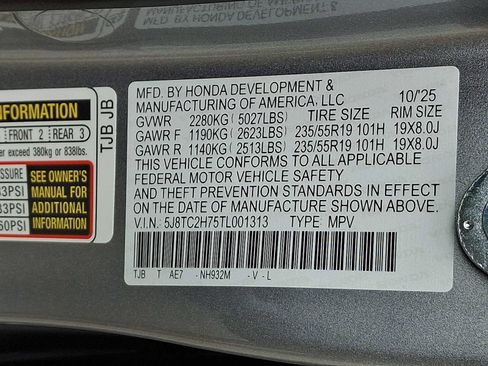 MANUFACTURING OF AMERICA
TJB JB
INFORMATION
FRONT 2 REAR 3
exceed 380kg or 838lbs.
SEE OWNER'S
MANUAL FOR
ADDITIONAL
INFORMATION
MFD. BY HONDA DEVELOPMENT &
MANUFACTURING OF AMERICA, LLC 10/'25
GVWR 2280KG (5027LBS) TIRE SIZE RIM SIZE
GAWR F 1190KG (2623LBS) 235/55R19 101H 19X8.0J
GAWR R 1140KG (2513LBS) 235/55R19 101H 19X8.0J
THIS VEHICLE CONFORMS TO ALL APPLICABLE
FEDERAL MOTOR VEHICLE SAFETY
AND THEFT PREVENTION STANDARDS IN EFFECT
ON THE DATE OF MANUFACTURE SHOWN ABOVE.
V.I.N. 5J8TC2H75TL001313 TYPE MPV
TJB T AE7 -NH932M -V -L